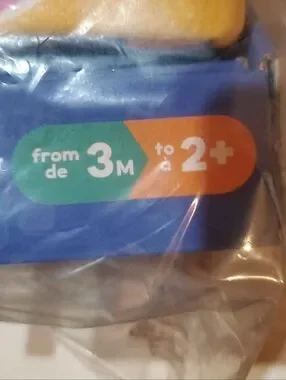 from 3M to 2+
de à